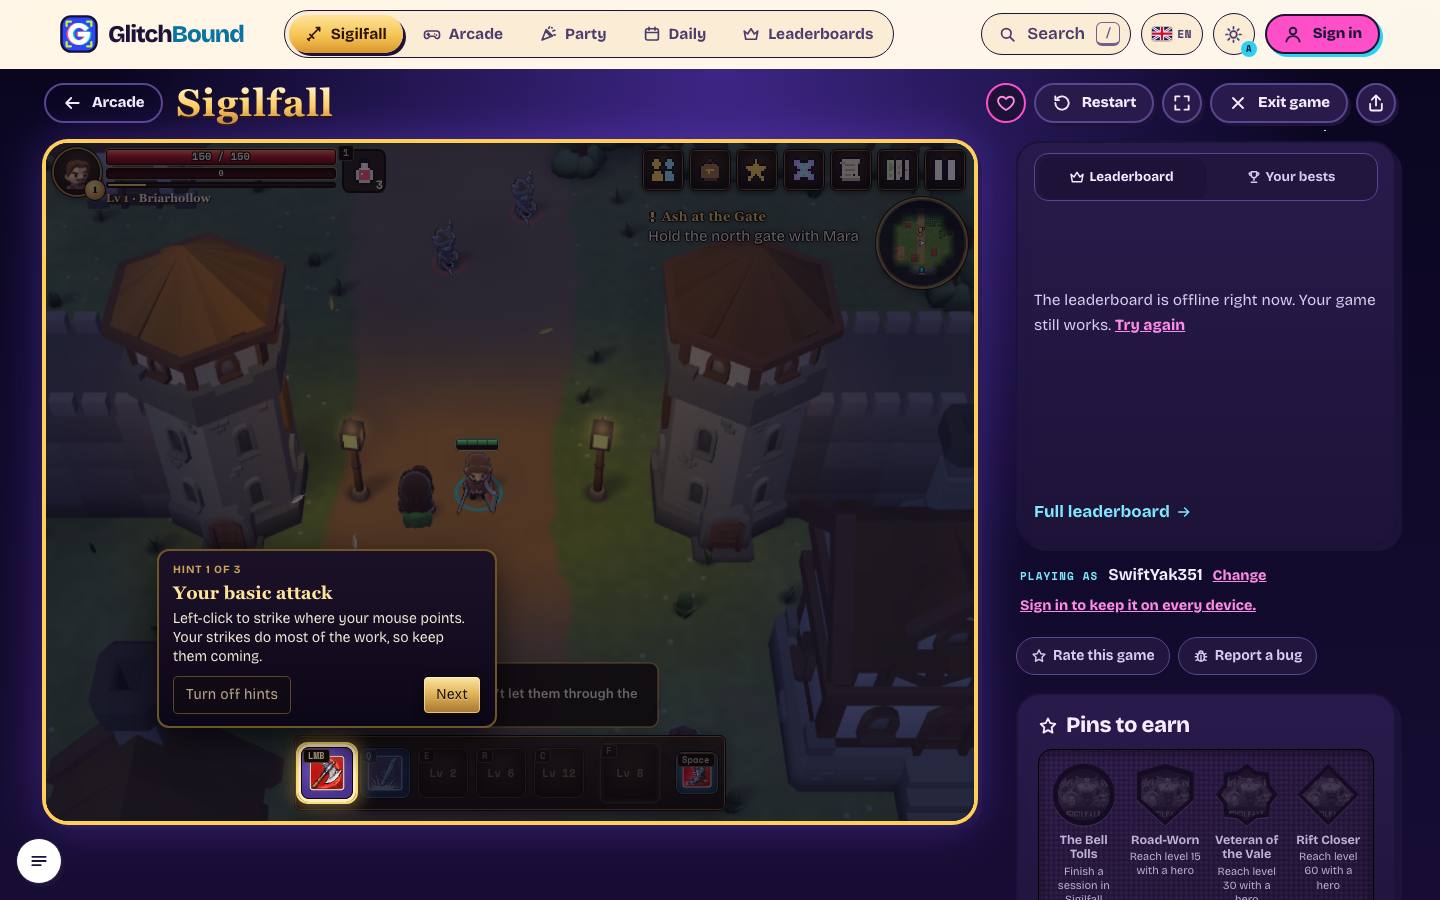 GlitchBound
Sigilfall
Arcade
Party
Daily
Leaderboards
Search /
EN
A
Sign in
Arcade
Sigilfall
Restart
Exit game
150 / 150
0
1
Lv 1 · Briarhollow
1
3
! Ash at the Gate
Hold the north gate with Mara
HINT 1 OF 3
Your basic attack
Left-click to strike where your mouse points.
Your strikes do most of the work, so keep
them coming.
Turn off hints
Next
't let them through the
LMB
Q
E
Lv 2
R
Lv 6
C
Lv 12
F
Lv 8
Space
Leaderboard
Your bests
The leaderboard is offline right now. Your game
still works. Try again
Full leaderboard →
PLAYING AS SwiftYak351 Change
Sign in to keep it on every device.
Rate this game
Report a bug
Pins to earn
The Bell
Tolls
Finish a
session in
Sigilfall
Road-Worn
Reach level 15
with a hero
Veteran of
the Vale
Reach level
30 with a
hero
Rift Closer
Reach level
60 with a
hero